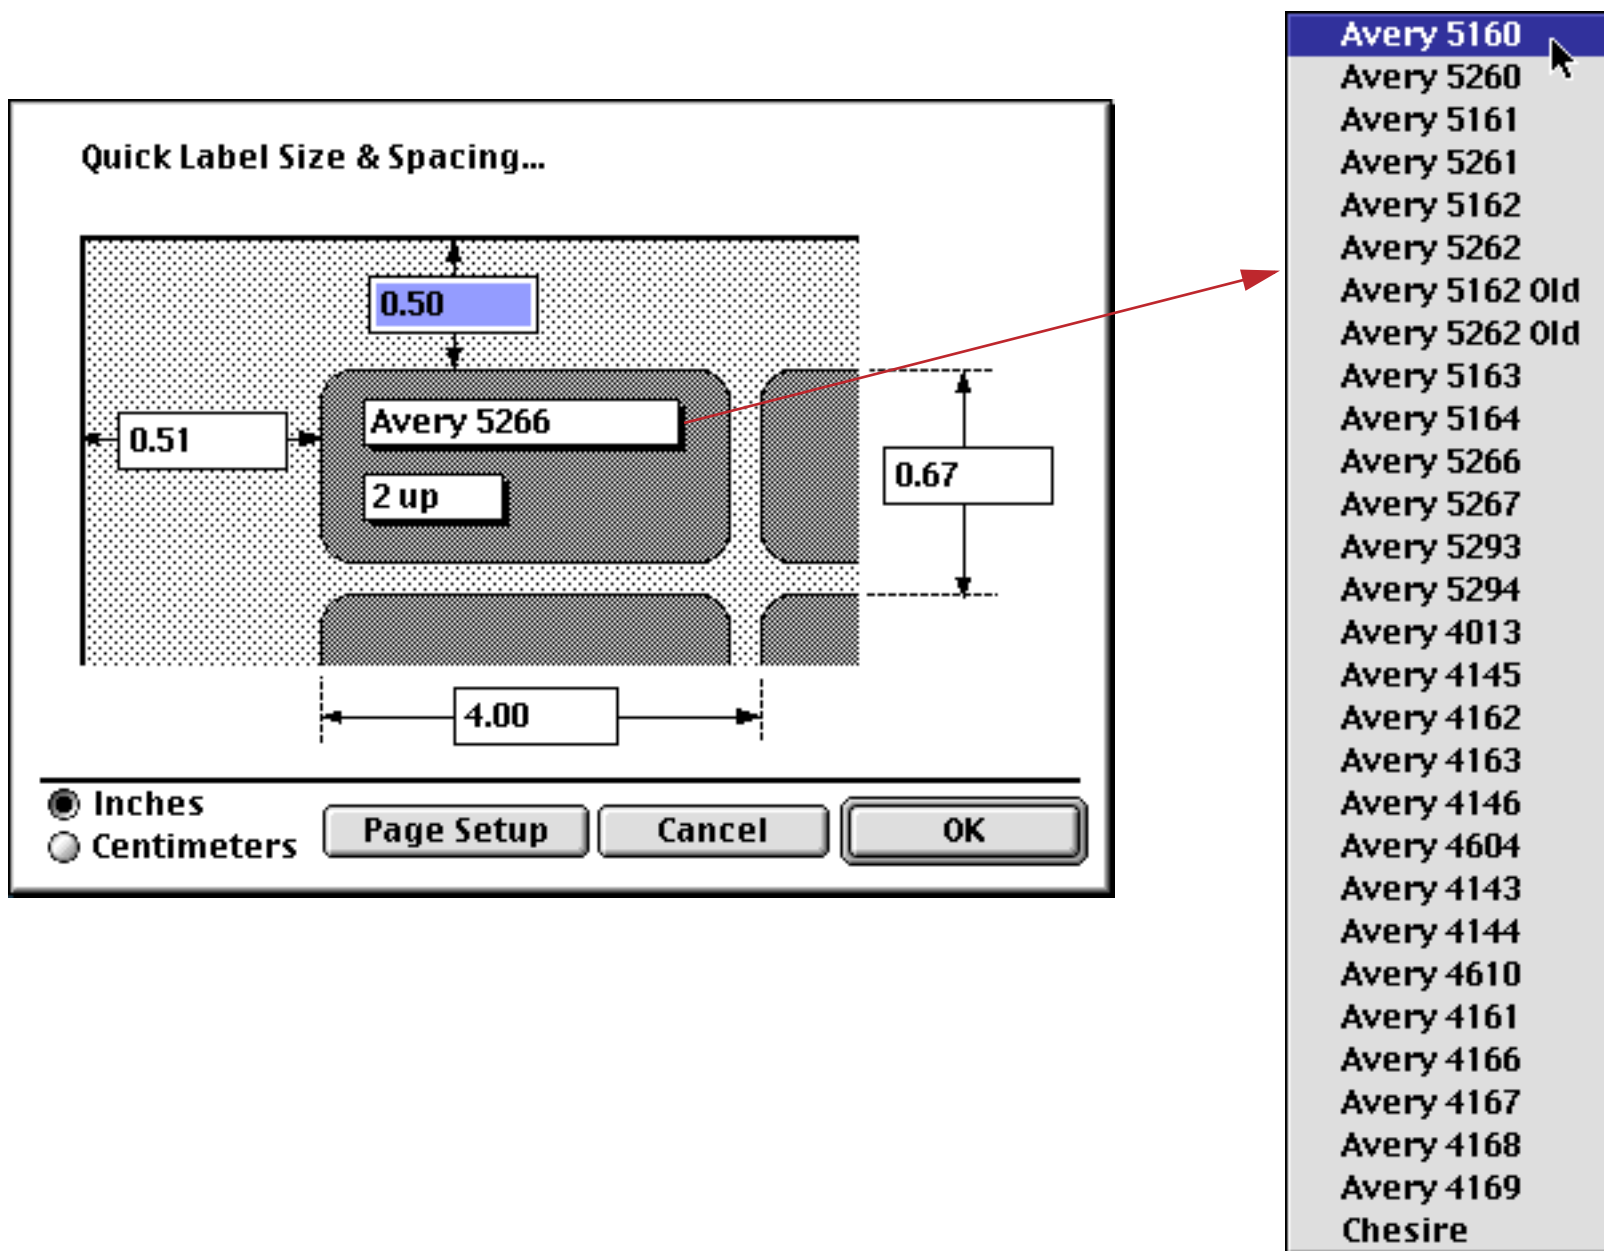 Quick Label Size & Spacing...
0.50
Avery 5266
0.51
2 up
0.67
4.00
Inches
Centimeters
Page Setup
Cancel
OK
Avery 5160
Avery 5260
Avery 5161
Avery 5261
Avery 5162
Avery 5262
Avery 5162 Old
Avery 5262 Old
Avery 5163
Avery 5164
Avery 5266
Avery 5267
Avery 5293
Avery 5294
Avery 4013
Avery 4145
Avery 4162
Avery 4163
Avery 4146
Avery 4604
Avery 4143
Avery 4144
Avery 4610
Avery 4161
Avery 4166
Avery 4167
Avery 4168
Avery 4169
Chesire